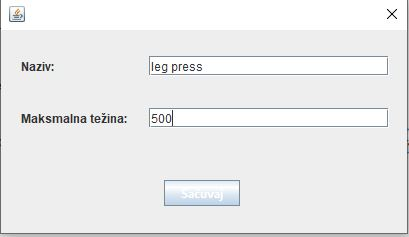 Naziv:
leg press
Maksmalna težina:
500
Sačuvaj